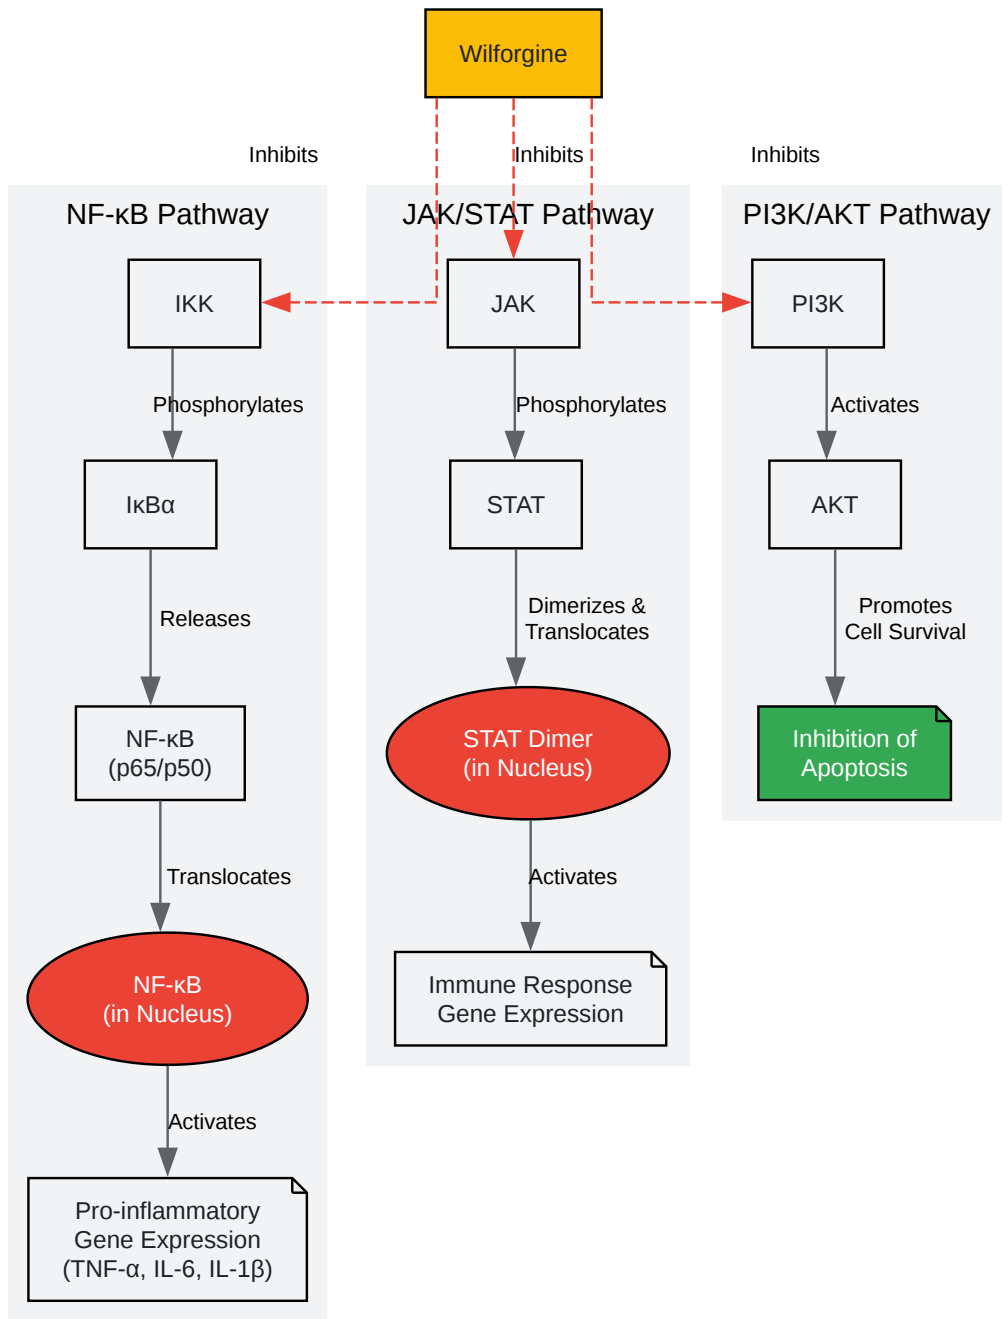 Wilforgine
Inhibits
Inhibits
Inhibits
NF-κB Pathway
JAK/STAT Pathway
PI3K/AKT Pathway
IKK
JAK
PI3K
Phosphorylates
Phosphorylates
Activates
IκBα
STAT
AKT
Releases
Dimerizes &
Translocates
Promotes
Cell Survival
NF-κB
(p65/p50)
STAT Dimer
(in Nucleus)
Inhibition of
Apoptosis
Translocates
Activates
NF-κB
(in Nucleus)
Immune Response
Gene Expression
Activates
Pro-inflammatory
Gene Expression
(TNF-α, IL-6, IL-1β)